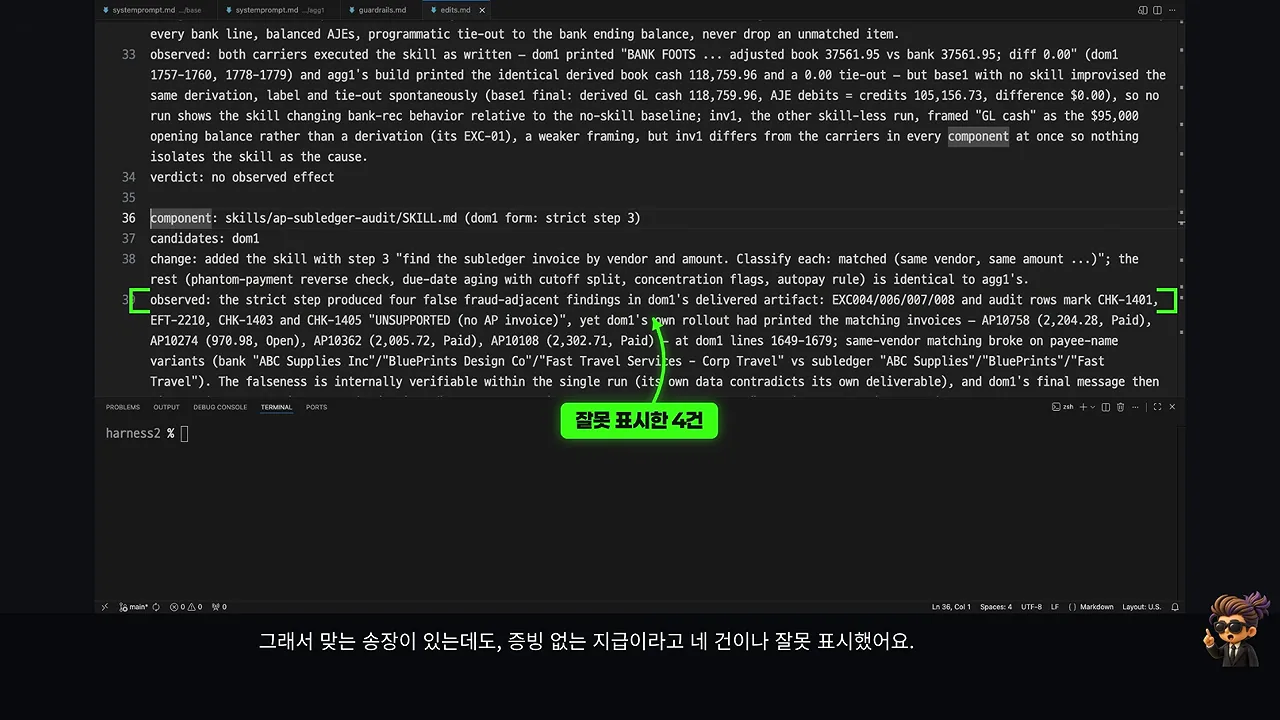 systemprompt.md .../base systemprompt.md .../agg1 guardrails.md edits.md
every bank line, balanced AJEs, programmatic tie-out to the bank ending balance, never drop an unmatched item.
33 observed: both carriers executed the skill as written — dom1 printed "BANK FOOTS ... adjusted book 37561.95 vs bank 37561.95; diff 0.00" (dom1
1757-1760, 1778-1779) and agg1's build printed the identical derived book cash 118,759.96 and a 0.00 tie-out — but base1 with no skill improvised the
same derivation, label and tie-out spontaneously (base1 final: derived GL cash 118,759.96, AJE debits = credits 105,156.73, difference $0.00), so no
run shows the skill changing bank-rec behavior relative to the no-skill baseline; inv1, the other skill-less run, framed "GL cash" as the $95,000
opening balance rather than a derivation (its EXC-01), a weaker framing, but inv1 differs from the carriers in every component at once so nothing
isolates the skill as the cause.
34 verdict: no observed effect
35
36 component: skills/ap-subledger-audit/SKILL.md (dom1 form: strict step 3)
37 candidates: dom1
38 change: added the skill with step 3 "find the subledger invoice by vendor and amount. Classify each: matched (same vendor, same amount ...)"; the
rest (phantom-payment reverse check, due-date aging with cutoff split, concentration flags, autopay rule) is identical to agg1's.
39 observed: the strict step produced four false fraud-adjacent findings in dom1's delivered artifact: EXC004/006/007/008 and audit rows mark CHK-1401,
EFT-2210, CHK-1403 and CHK-1405 "UNSUPPORTED (no AP invoice)", yet dom1's own rollout had printed the matching invoices — AP10758 (2,204.28, Paid),
AP10274 (970.98, Open), AP10362 (2,005.72, Paid), AP10108 (2,302.71, Paid) — at dom1 lines 1649-1679; same-vendor matching broke on payee-name
variants (bank "ABC Supplies Inc"/"BluePrints Design Co"/"Fast Travel Services - Corp Travel" vs subledger "ABC Supplies"/"BluePrints"/"Fast
Travel"). The falseness is internally verifiable within the single run (its own data contradicts its own deliverable), and dom1's final message then
PROBLEMS OUTPUT DEBUG CONSOLE TERMINAL PORTS zsh
잘못 표시한 4건
harness2 %
main* 0 0 0 Ln 36, Col 1 Spaces: 4 UTF-8 LF Markdown Layout: U.S.
그래서 맞는 송장이 있는데도, 증빙 없는 지급이라고 네 건이나 잘못 표시했어요.